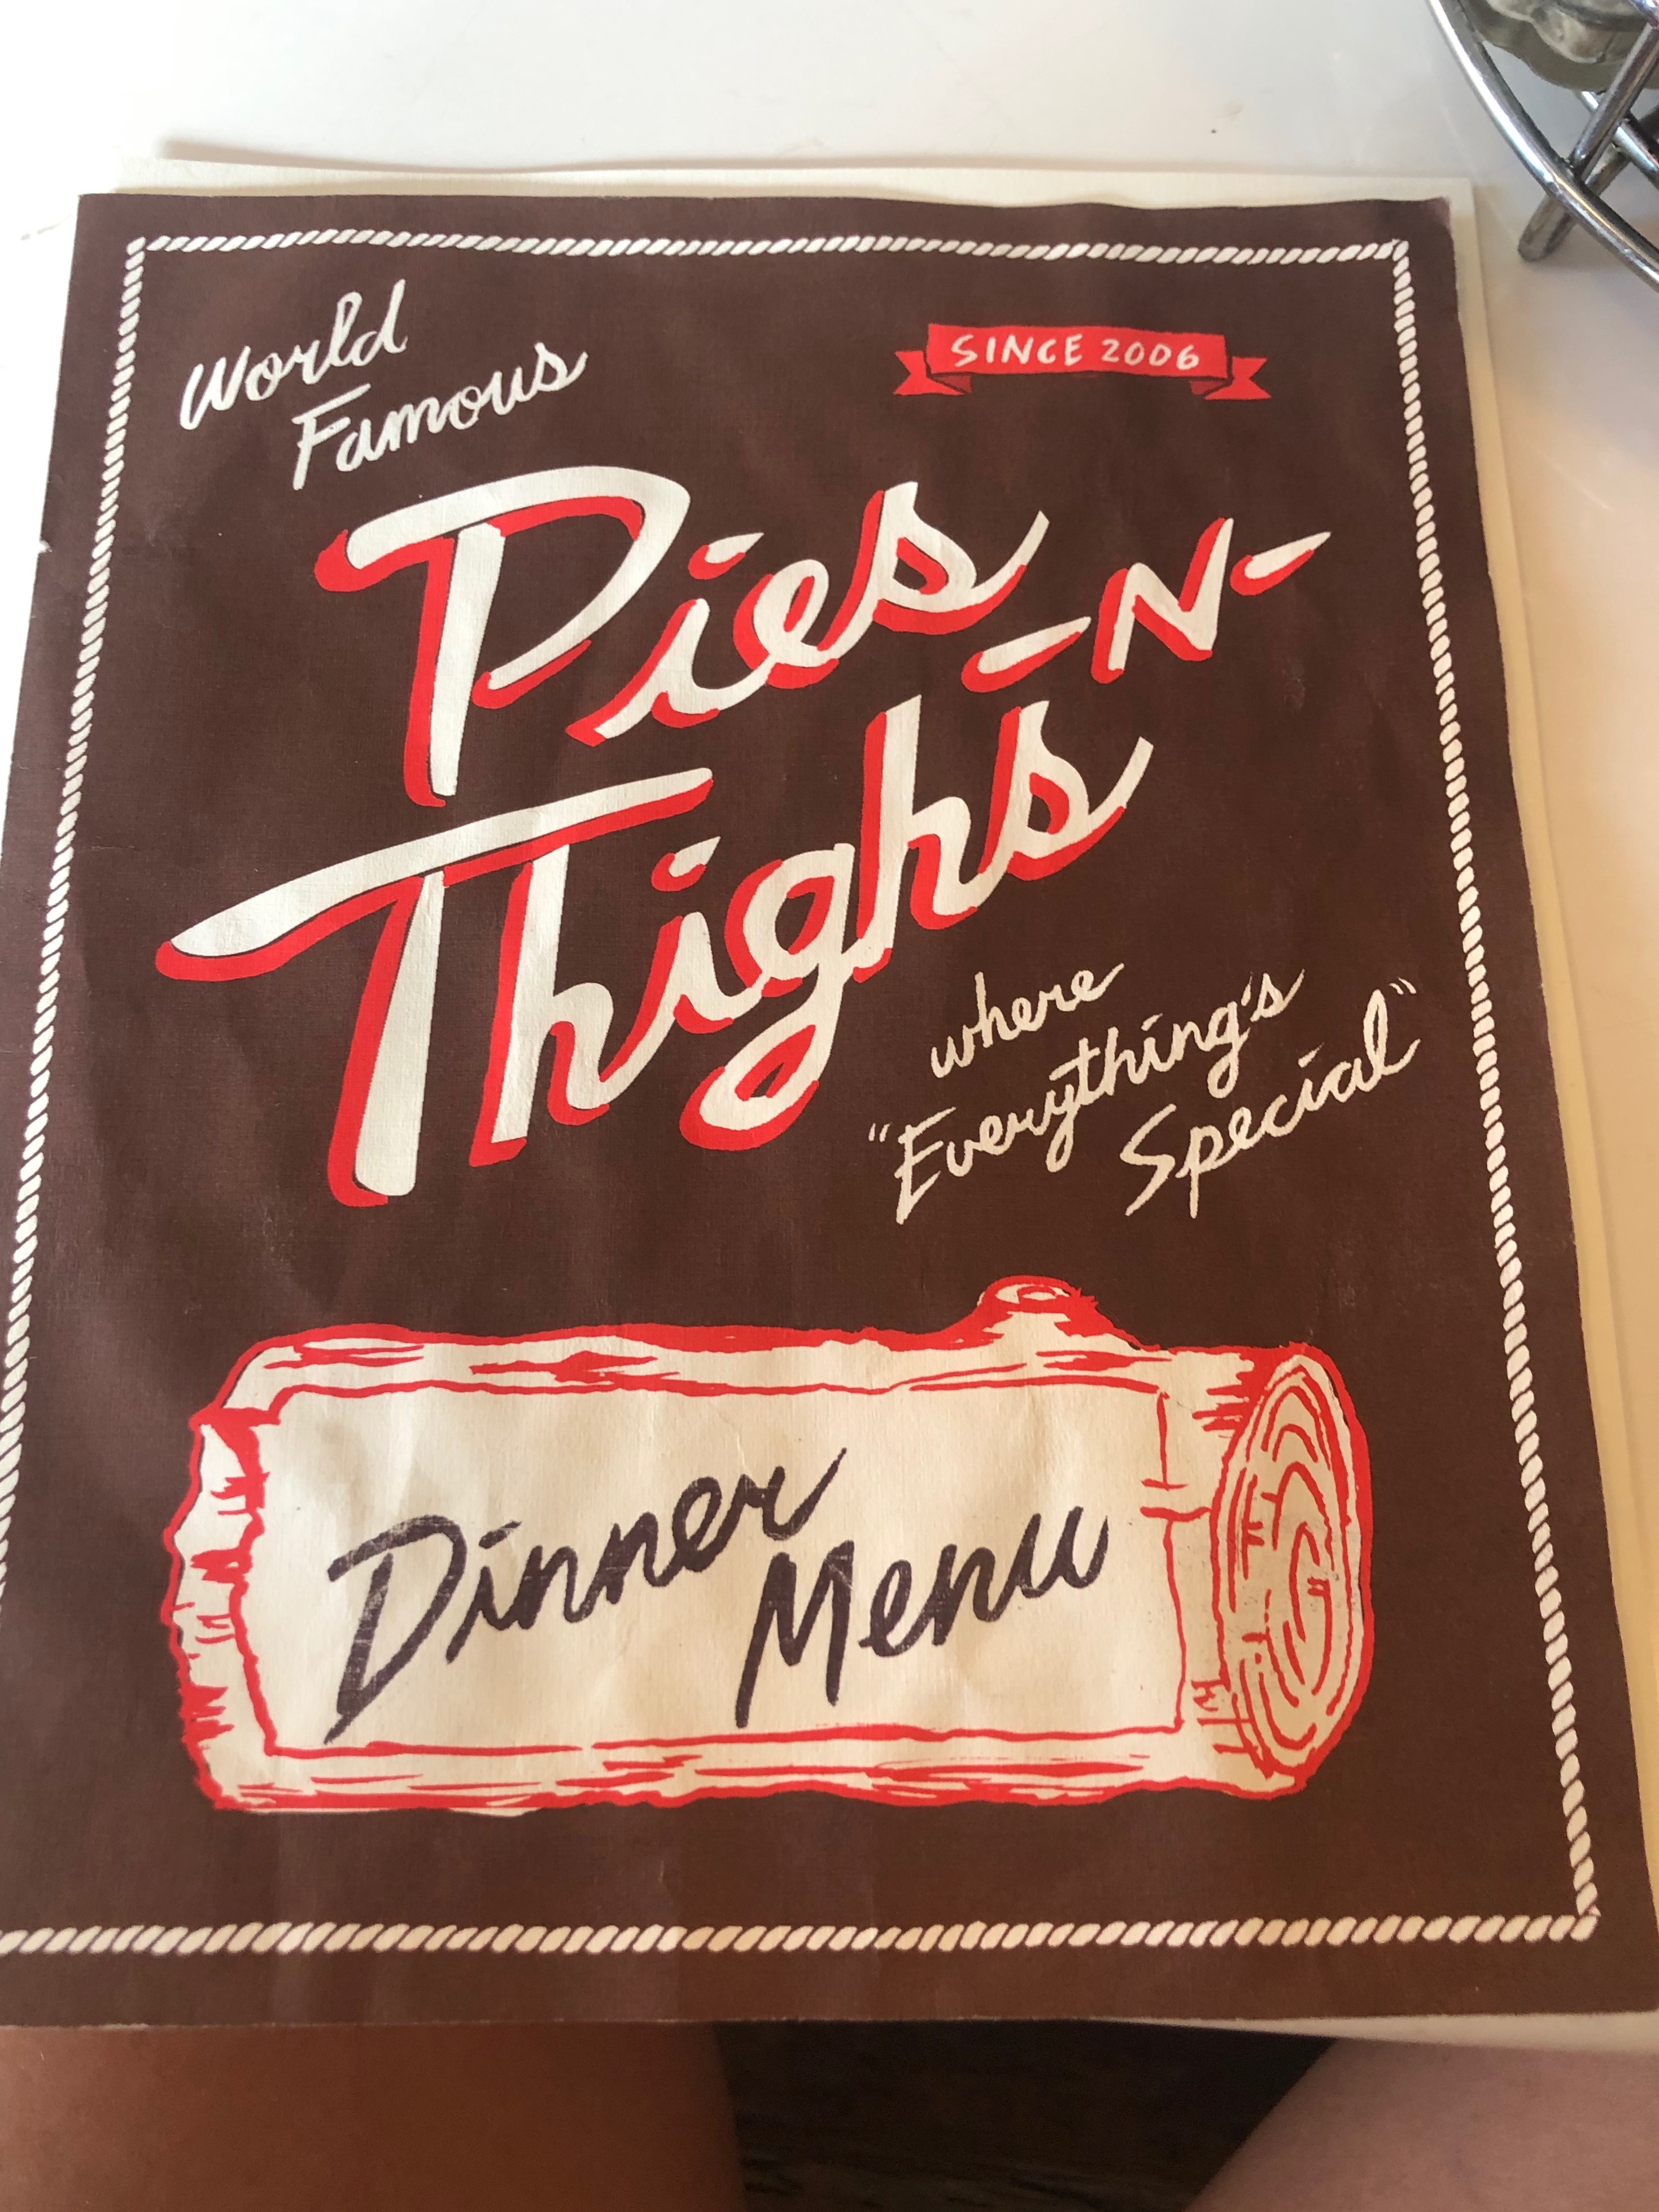 World
Famous
SINCE 2006
Pies -N-
Thighs
where
"Everything's
Special"
Dinner
Menu